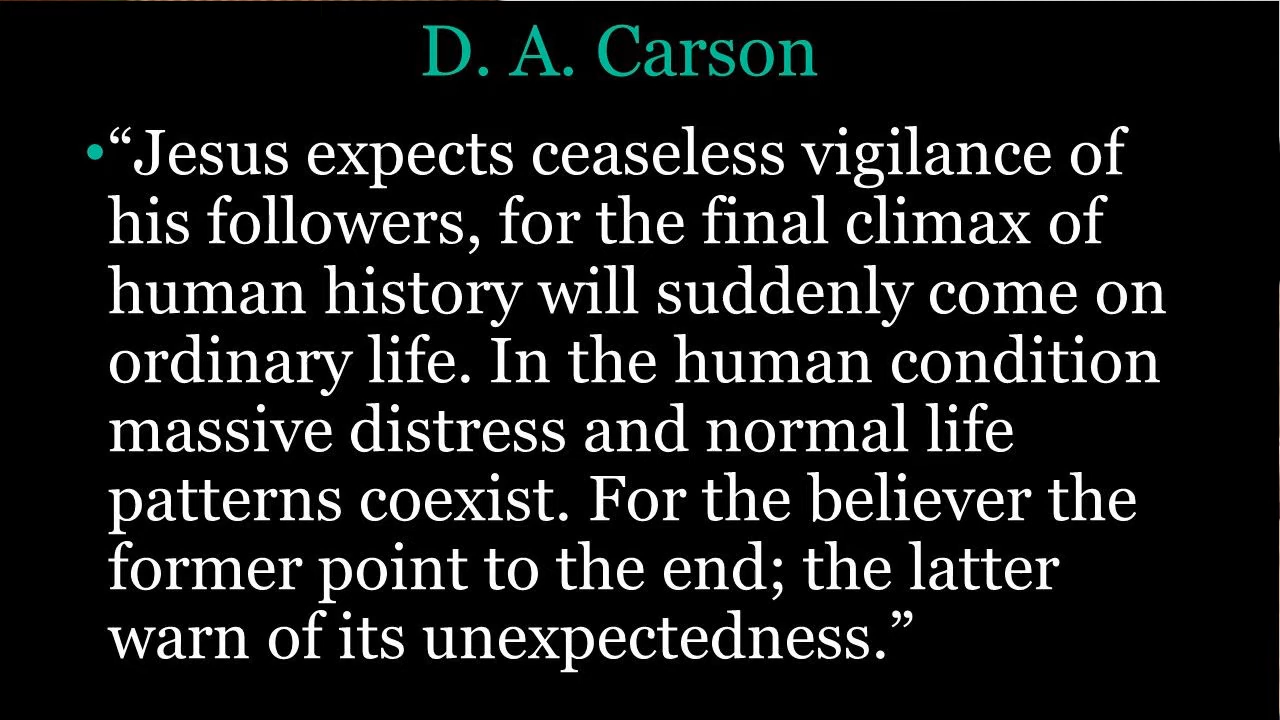 D. A. Carson
•“Jesus expects ceaseless vigilance of
his followers, for the final climax of
human history will suddenly come on
ordinary life. In the human condition
massive distress and normal life
patterns coexist. For the believer the
former point to the end; the latter
warn of its unexpectedness.”